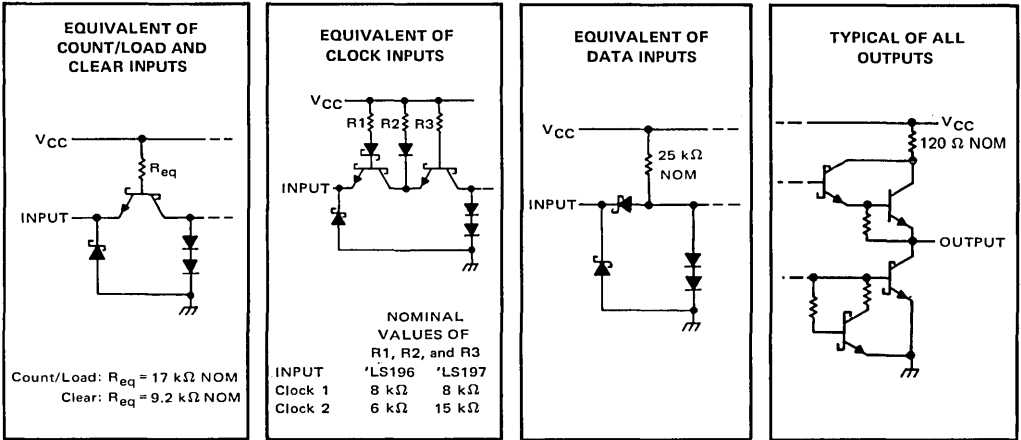 EQUIVALENT OF
COUNT/LOAD AND
CLEAR INPUTS
VCC
Req
INPUT
Count/Load: Req = 17 kΩ NOM
Clear: Req = 9.2 kΩ NOM
EQUIVALENT OF
CLOCK INPUTS
VCC
R1 R2 R3
INPUT
NOMINAL
VALUES OF
R1, R2, and R3
INPUT 'LS196 'LS197
Clock 1 8 kΩ 8 kΩ
Clock 2 6 kΩ 15 kΩ
EQUIVALENT OF
DATA INPUTS
VCC
25 kΩ
NOM
INPUT
TYPICAL OF ALL
OUTPUTS
VCC
120 Ω NOM
OUTPUT